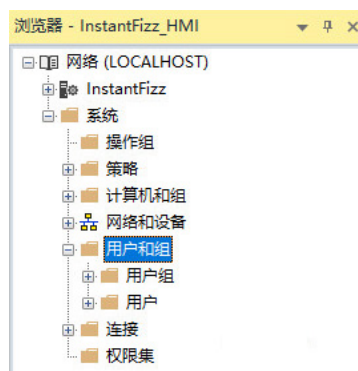 浏览器 - InstantFizz_HMI
网络 (LOCALHOST)
InstantFizz
系统
操作组
策略
计算机和组
网络和设备
用户和组
用户组
用户
连接
权限集